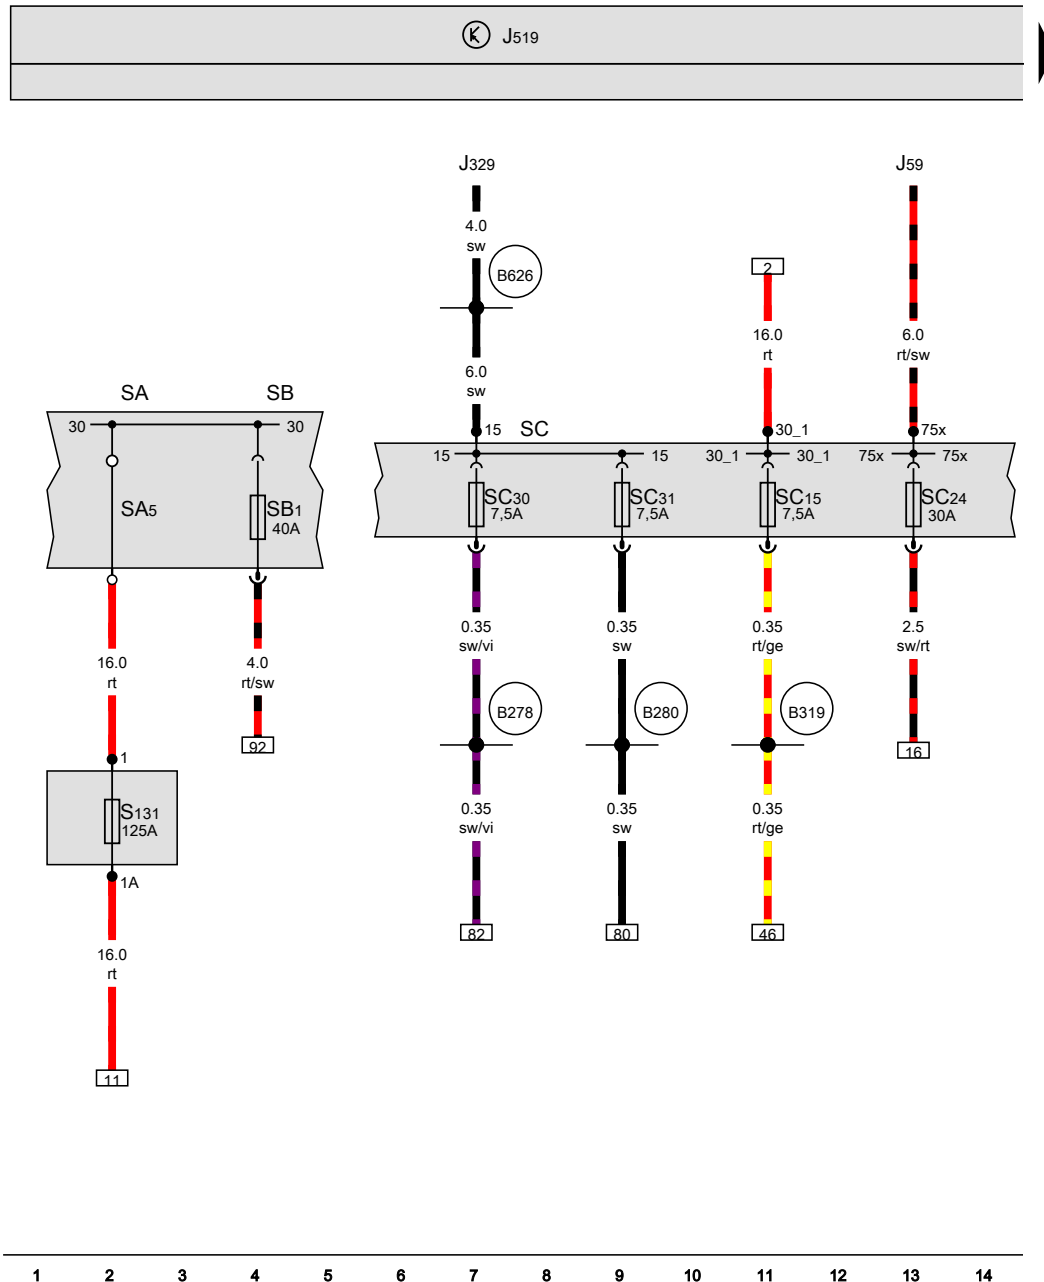 J519
J329
J59
4.0
sw
B626
2
16.0
rt
6.0
rt/sw
6.0
sw
SA
SB
30
30
15
SC
30_1
75x
15
15
30_1
30_1
75x
75x
SA5
SB1
40A
SC30
7,5A
SC31
7,5A
SC15
7,5A
SC24
30A
0.35
sw/vi
0.35
sw
0.35
rt/ge
2.5
sw/rt
16.0
rt
4.0
rt/sw
B278
B280
B319
92
16
1
S131
125A
1A
0.35
sw/vi
0.35
sw
0.35
rt/ge
82
80
46
16.0
rt
11
1 2 3 4 5 6 7 8 9 10 11 12 13 14